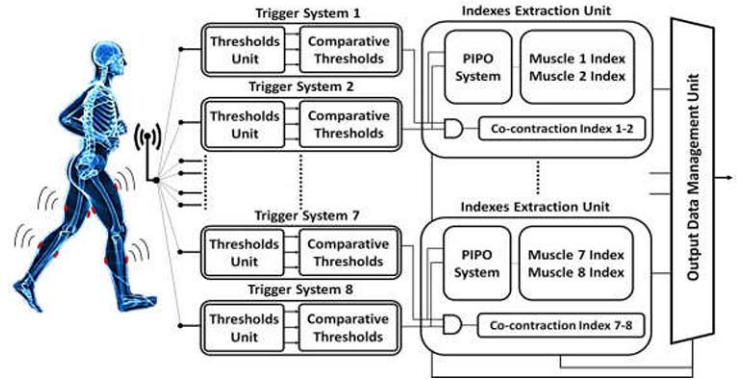 Trigger System 1
Thresholds
Unit
Comparative
Thresholds
Trigger System 2
Thresholds
Unit
Comparative
Thresholds
Indexes Extraction Unit
PIPO
System
Muscle 1 Index
Muscle 2 Index
Co-contraction Index 1-2
Trigger System 7
Thresholds
Unit
Comparative
Thresholds
Trigger System 8
Thresholds
Unit
Comparative
Thresholds
Indexes Extraction Unit
PIPO
System
Muscle 7 Index
Muscle 8 Index
Co-contraction Index 7-8
Output Data Management Unit